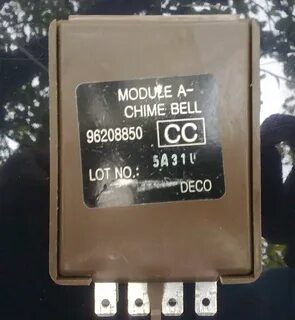 MODULE A-
CHIME BELL
96208850 CC
LOT NO.: 5A31U
DECO